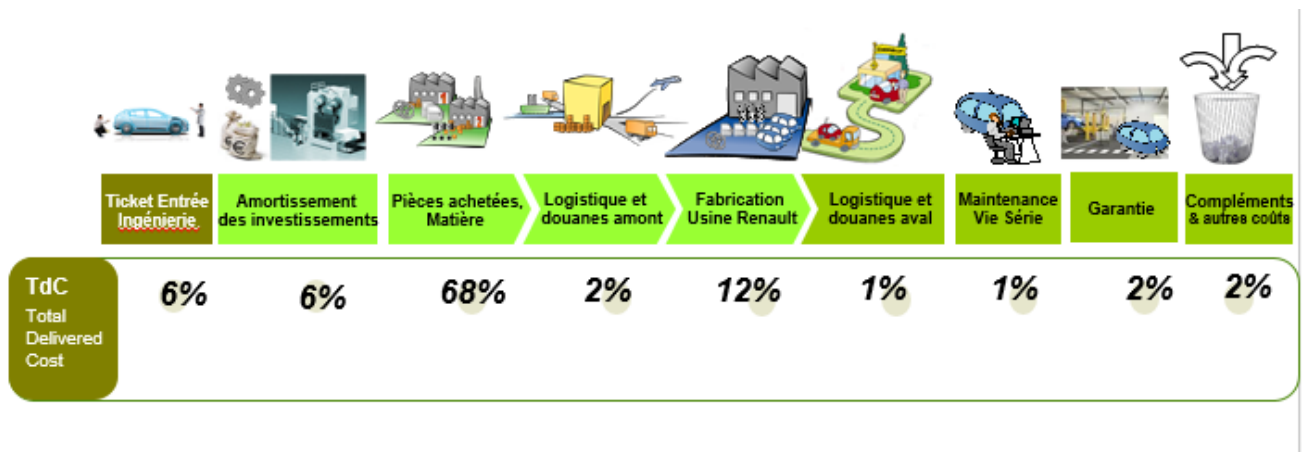 Ticket Entrée
Ingénierie
Amortissement
des investissements
Pièces achetées,
Matière
Logistique et
douanes amont
Fabrication
Usine Renault
Logistique et
douanes aval
Maintenance
Vie Série
Garantie
Compléments
& autres coûts
TdC
Total
Delivered
Cost
6%
6%
68%
2%
12%
1%
1%
2%
2%